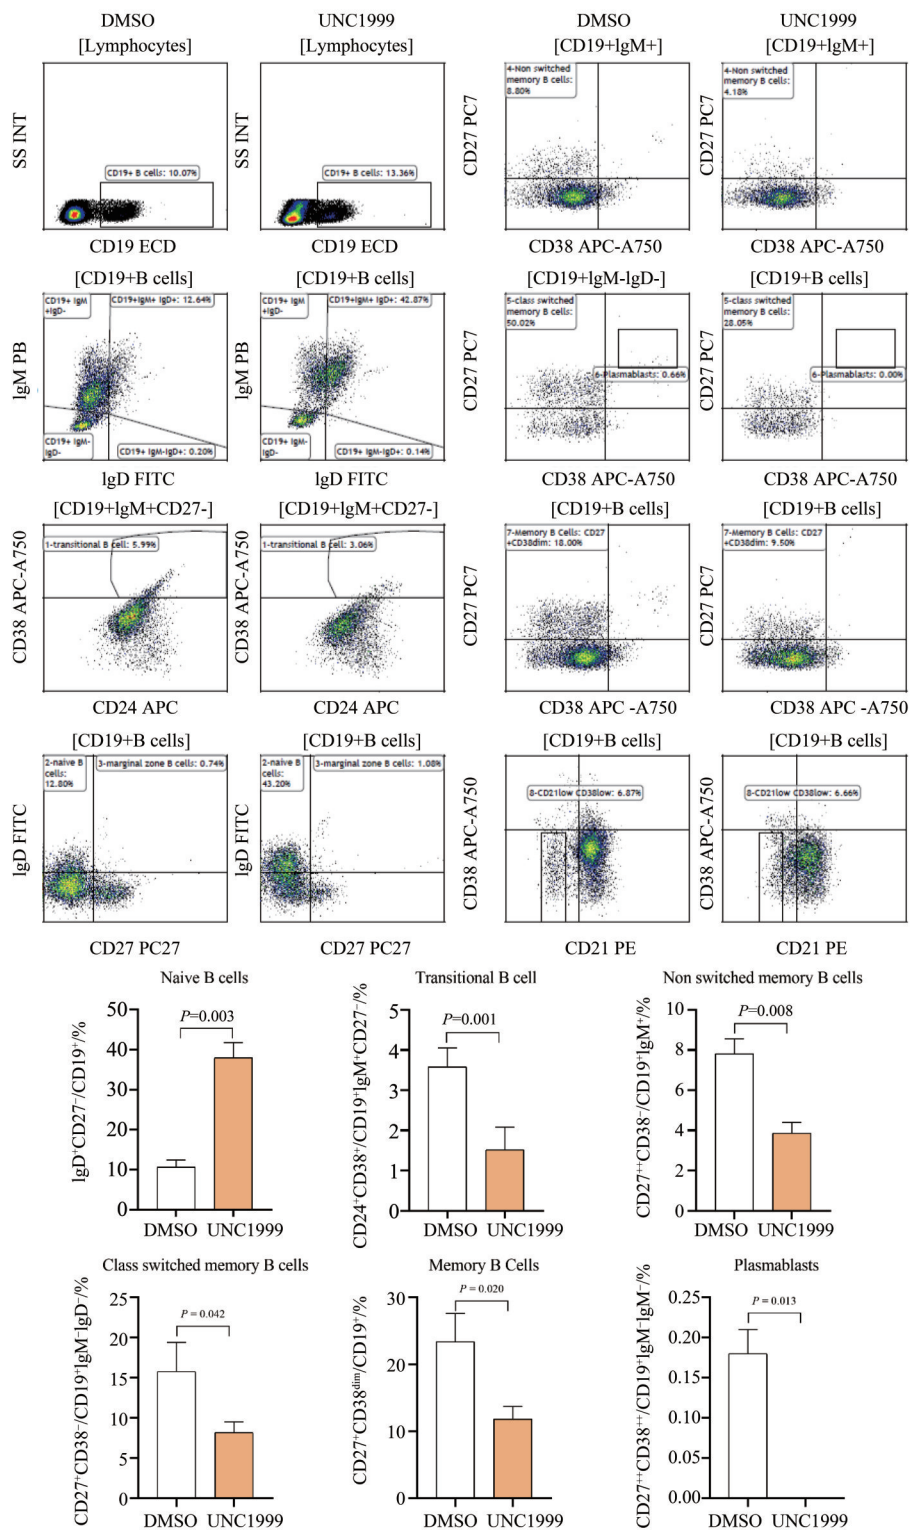 DMSO
[Lymphocytes]
UNC1999
[Lymphocytes]
DMSO
[CD19+lgM+]
UNC1999
[CD19+lgM+]
SS INT
CD19+ B cells: 10.07%
CD19 ECD
SS INT
CD19+ B cells: 13.36%
CD19 ECD
CD27 PC7
4-Non switched
memory B cells:
8.80%
CD38 APC-A750
CD27 PC7
4-Non switched
memory B cells:
4.18%
CD38 APC-A750
[CD19+B cells]
lgM PB
CD19+ IgM
+IgD-
CD19+IgM+ IgD+: 12.64%
CD19+ IgM-
IgD-
CD19+ IgM-IgD+: 0.20%
lgD FITC
[CD19+B cells]
lgM PB
CD19+ IgM
+IgD-
CD19+IgM+ IgD+: 42.87%
CD19+ IgM-
IgD-
CD19+ IgM-IgD+: 0.14%
lgD FITC
[CD19+lgM-lgD-]
CD27 PC7
5-class switched
memory B cells:
50.02%
6-Plasmablasts: 0.66%
CD38 APC-A750
[CD19+B cells]
CD27 PC7
5-class switched
memory B cells:
28.05%
6-Plasmablasts: 0.00%
CD38 APC-A750
[CD19+lgM+CD27-]
CD38 APC-A750
1-transitional B cell: 5.99%
CD24 APC
[CD19+lgM+CD27-]
CD38 APC-A750
1-transitional B cell: 3.06%
CD24 APC
[CD19+B cells]
CD27 PC7
7-Memory B Cells: CD27
+CD38dim: 18.00%
CD38 APC -A750
[CD19+B cells]
CD27 PC7
7-Memory B Cells: CD27
+CD38dim: 9.50%
CD38 APC -A750
[CD19+B cells]
lgD FITC
2-naive B
cells:
12.80%
3-marginal zone B cells: 0.74%
CD27 PC27
[CD19+B cells]
lgD FITC
2-naive B
cells:
43.20%
3-marginal zone B cells: 1.08%
CD27 PC27
[CD19+B cells]
CD38 APC-A750
8-CD21low CD38low: 6.87%
CD21 PE
[CD19+B cells]
CD38 APC-A750
8-CD21low CD38low: 6.66%
CD21 PE
Naive B cells
lgD⁺CD27⁻/CD19⁺/%
50
40
30
20
10
0
P=0.003
DMSO UNC1999
Transitional B cell
CD24⁺CD38⁺/CD19⁺lgM⁺CD27⁻/%
5
4
3
2
1
0
P=0.001
DMSO UNC1999
Non switched memory B cells
CD27⁺⁺CD38⁻/CD19⁺lgM⁺/%
10
8
6
4
2
0
P=0.008
DMSO UNC1999
Class switched memory B cells
CD27⁺CD38⁻/CD19⁺lgM⁻lgD⁻/%
25
20
15
10
5
0
P = 0.042
DMSO UNC1999
Memory B Cells
CD27⁺CD38ᵈⁱᵐ/CD19⁺/%
30
20
10
0
P = 0.020
DMSO UNC1999
Plasmablasts
CD27⁺⁺CD38⁺⁺/CD19⁺lgM⁻lgM⁻/%
0.25
0.20
0.15
0.10
0.05
0.00
P = 0.013
DMSO UNC1999